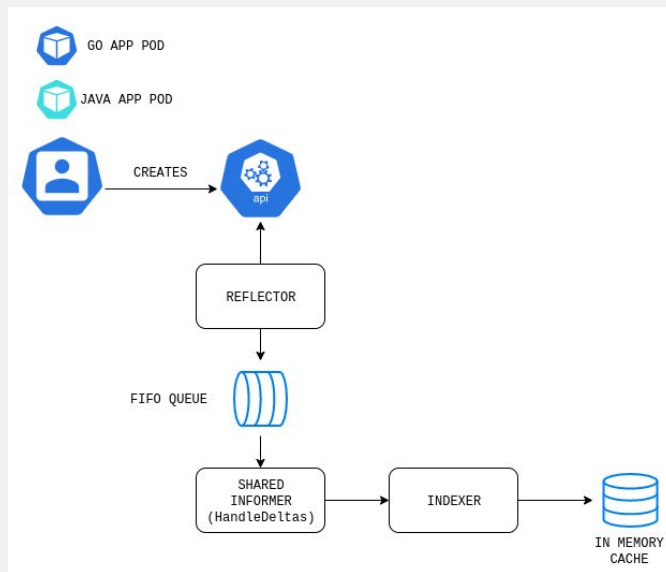 GO APP POD
JAVA APP POD
CREATES
api
REFLECTOR
FIFO QUEUE
SHARED
INFORMER
(HandleDeltas)
INDEXER
IN MEMORY
CACHE